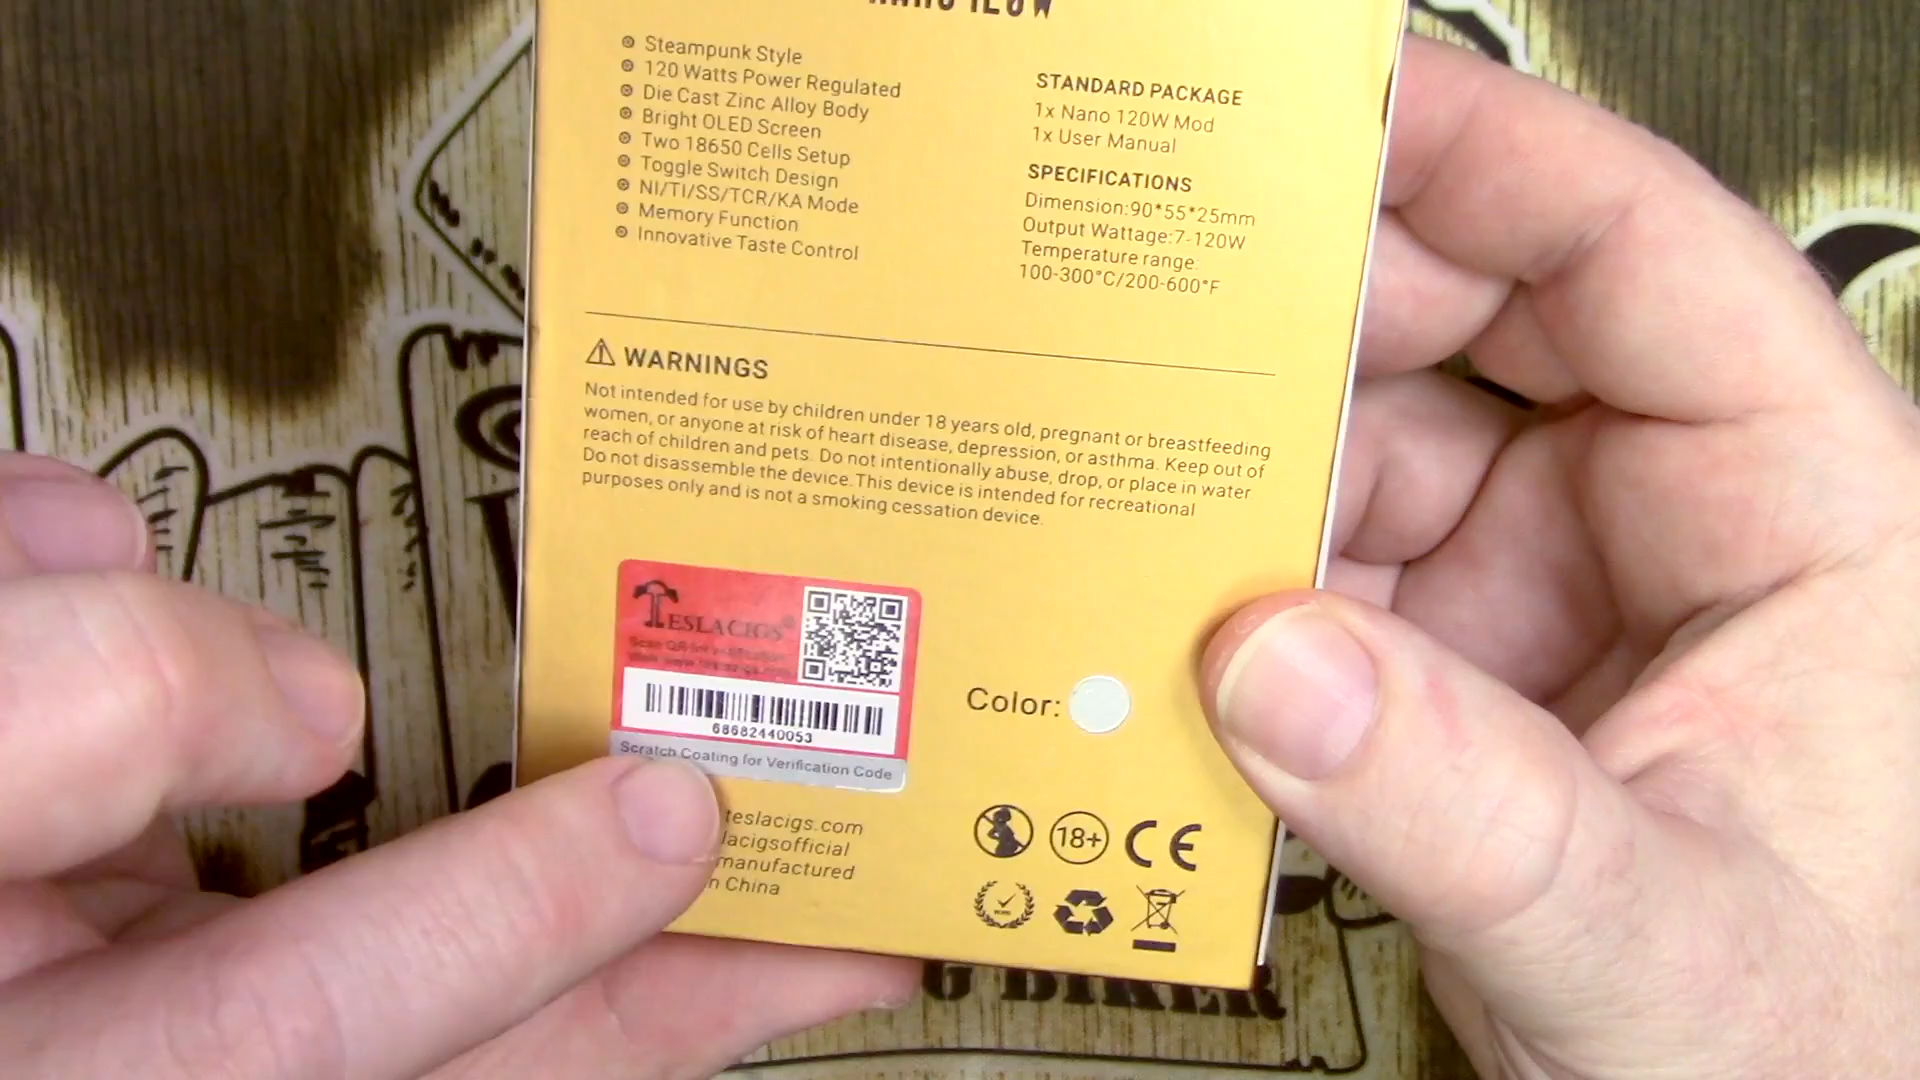 Steampunk Style
120 Watts Power Regulated
Die Cast Zinc Alloy Body
Bright OLED Screen
Two 18650 Cells Setup
Toggle Switch Design
NI/TI/SS/TCR/KA Mode
Memory Function
Innovative Taste Control
STANDARD PACKAGE
1x Nano 120W Mod
1x User Manual
SPECIFICATIONS
Dimension:90*55*25mm
Output Wattage:7-120W
Temperature range:
100-300°C/200-600°F
WARNINGS
Not intended for use by children under 18 years old, pregnant or breastfeeding
women, or anyone at risk of heart disease, depression, or asthma. Keep out of
reach of children and pets. Do not intentionally abuse, drop, or place in water
Do not disassemble the device.This device is intended for recreational
purposes only and is not a smoking cessation device.
TESLACIGS®
Scan QR for verification
68682440053
Scratch Coating for Verification Code
Color:
teslacigs.com
lacigsofficial
manufactured
n China
18+
CE
BIKER